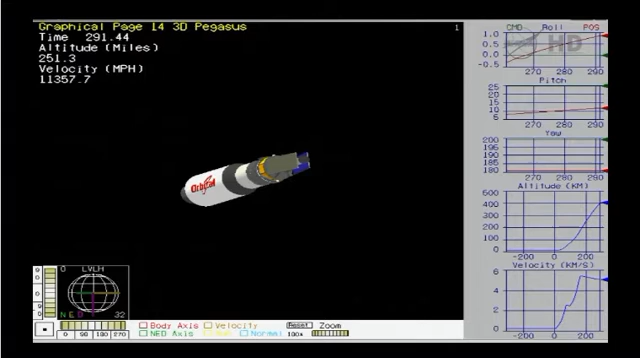 Graphical Page 14 3D Pegasus
1
Time 291.44
Altitude (Miles)
251.3
Velocity (MPH)
11357.7
Orbital
CMD Roll POS
HD
1.0
0.5
0.0
-0.5
270 280 290
Pitch
25
20
15
10
5
270 280 290
Yaw
200
195
190
185
180
270 280 290
Altitude (KM)
500
400
300
200
100
0
-200 0 200
Velocity (KM/S)
6
4
2
0
-200 0 200
0 LVLH
NED 32
0 90 180 270
Body Axis Velocity Reset Zoom
NED Axis Normal 100%